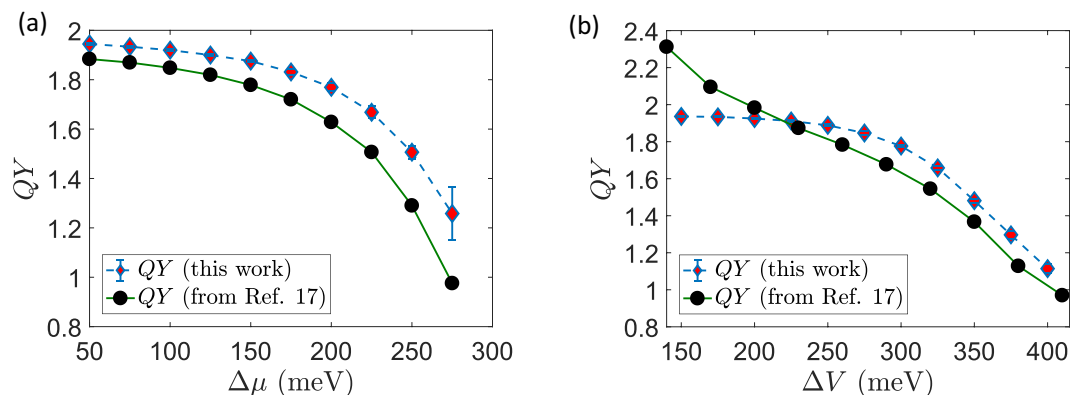 (a)
2
1.8
1.6
1.4
1.2
1
0.8
QY
QY (this work)
QY (from Ref. 17)
50 100 150 200 250 300
Δμ (meV)
(b)
2.4
2.2
2
1.8
1.6
1.4
1.2
1
0.8
QY
QY (this work)
QY (from Ref. 17)
150 200 250 300 350 400
ΔV (meV)